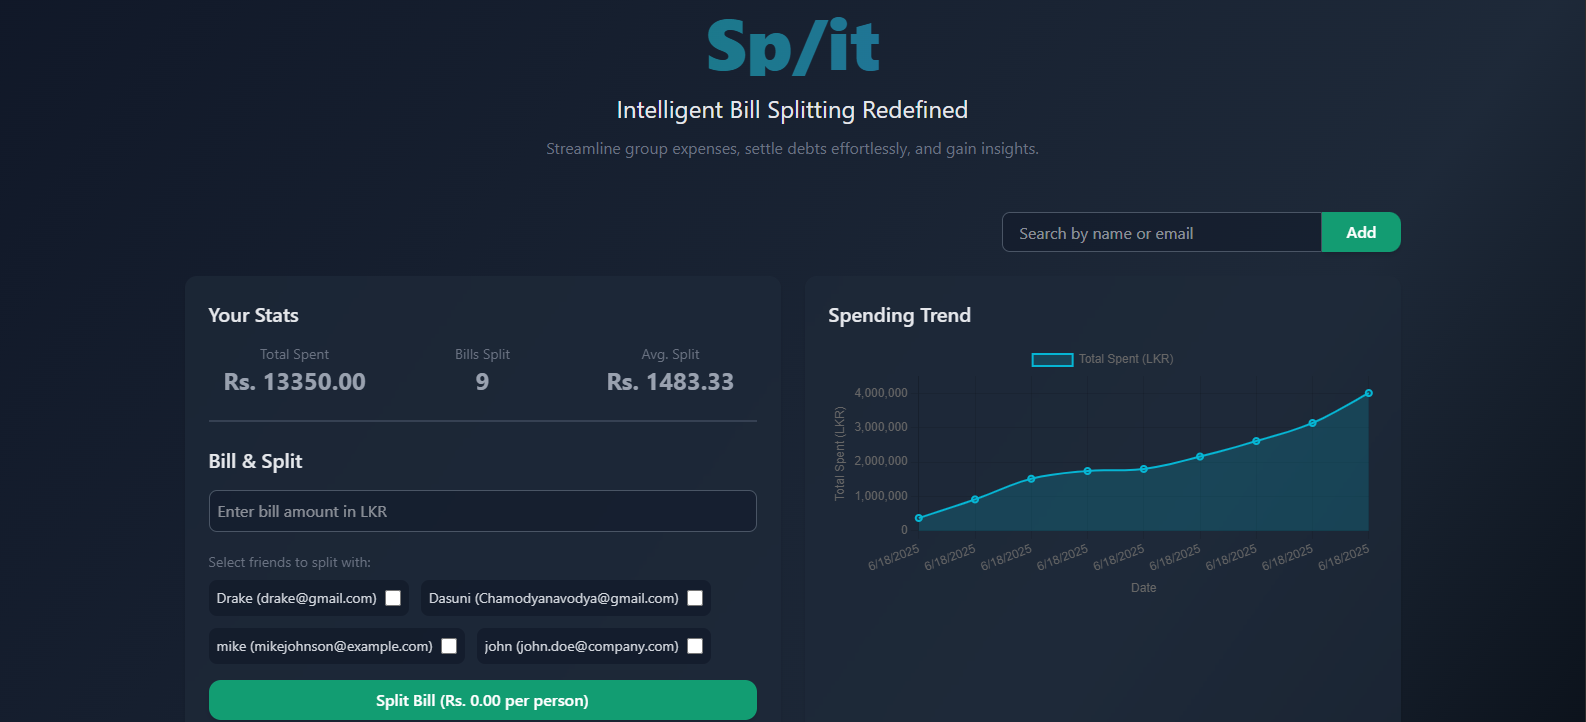 Sp/it
Intelligent Bill Splitting Redefined
Streamline group expenses, settle debts effortlessly, and gain insights.
Search by name or email
Add
Your Stats
Total Spent
Bills Split
Avg. Split
Rs. 13350.00
9
Rs. 1483.33
Bill & Split
Enter bill amount in LKR
Select friends to split with:
Drake (drake@gmail.com)
Dasuni (Chamodyanavodya@gmail.com)
mike (mikejohnson@example.com)
john (john.doe@company.com)
Split Bill (Rs. 0.00 per person)
Spending Trend
Total Spent (LKR)
Total Spent (LKR)
4,000,000
3,000,000
2,000,000
1,000,000
0
6/18/2025
6/18/2025
6/18/2025
6/18/2025
6/18/2025
6/18/2025
6/18/2025
6/18/2025
6/18/2025
Date